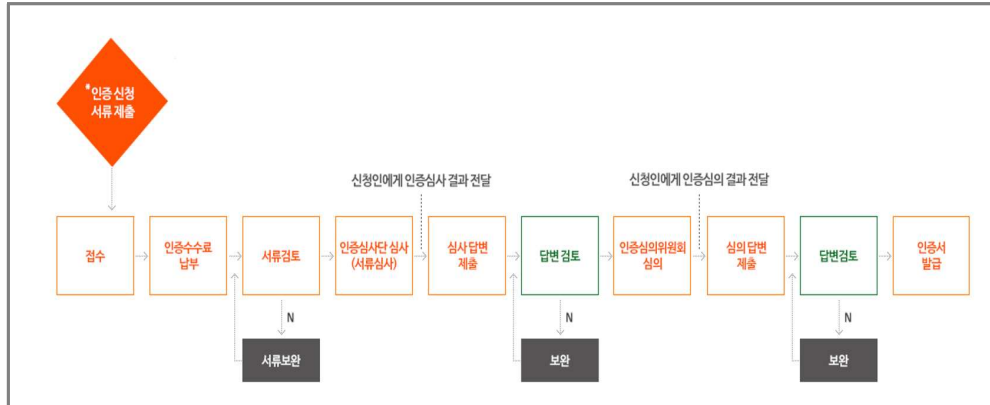 *인증 신청
서류 제출
신청인에게 인증심사 결과 전달
신청인에게 인증심의 결과 전달
접수
인증수수료
납부
서류검토
인증심사단 심사
(서류심사)
심사 답변
제출
답변 검토
인증심의위원회
심의
심의 답변
제출
답변검토
인증서
발급
N
N
N
서류보완
보완
보완